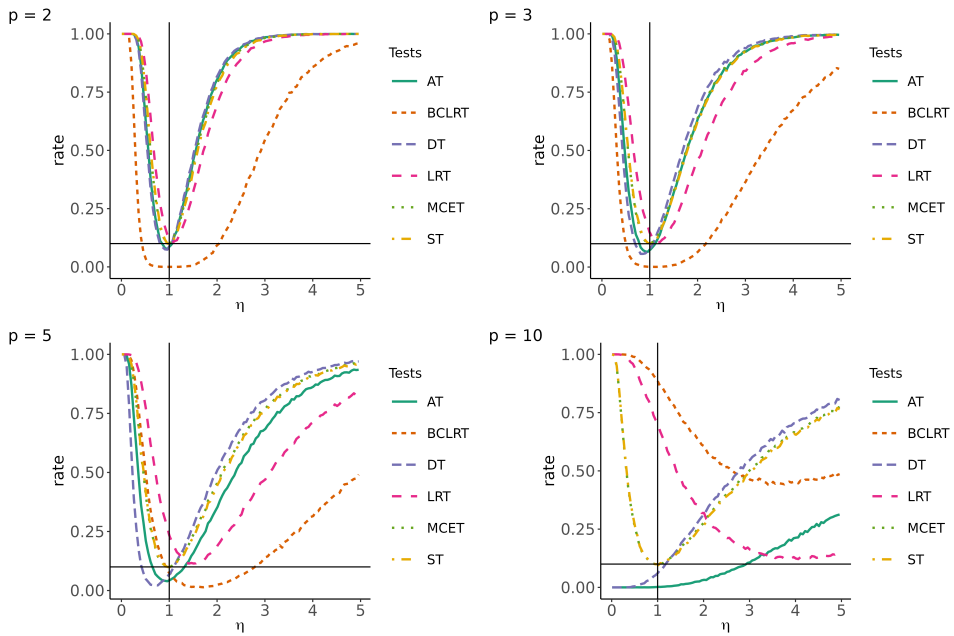 p = 2
1.00
0.75
0.50
0.25
0.00
rate
0 1 2 3 4 5
η
Tests
AT
BCLRT
DT
LRT
MCET
ST
p = 3
1.00
0.75
0.50
0.25
0.00
rate
0 1 2 3 4 5
η
Tests
AT
BCLRT
DT
LRT
MCET
ST
p = 5
1.00
0.75
0.50
0.25
0.00
rate
0 1 2 3 4 5
η
Tests
AT
BCLRT
DT
LRT
MCET
ST
p = 10
1.00
0.75
0.50
0.25
0.00
rate
0 1 2 3 4 5
η
Tests
AT
BCLRT
DT
LRT
MCET
ST